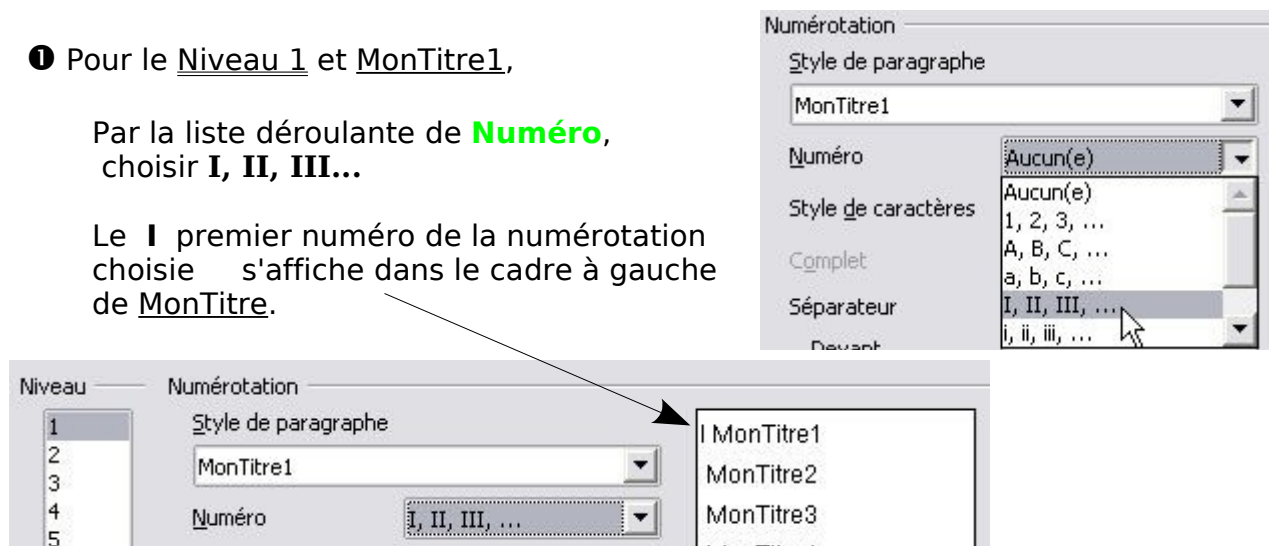 ❶ Pour le Niveau 1 et MonTitre1,
Par la liste déroulante de Numéro,
choisir I, II, III...
Le I premier numéro de la numérotation
choisie s'affiche dans le cadre à gauche
de MonTitre.
Numérotation
Style de paragraphe
MonTitre1
Numéro
Aucun(e)
Aucun(e)
Style de caractères
1, 2, 3, ...
A, B, C, ...
Complet
a, b, c, ...
Séparateur
I, II, III, ...
i, ii, iii, ...
Devant
Niveau
Numérotation
1
Style de paragraphe
I MonTitre1
2
MonTitre1
MonTitre2
3
4
Numéro
I, II, III, ...
MonTitre3
5